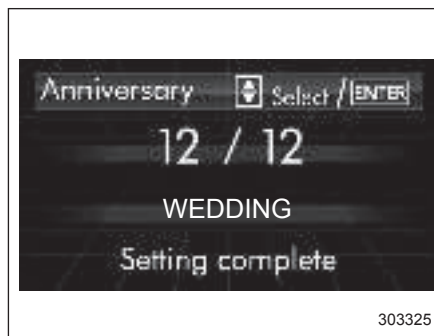 Anniversary Select / ENTER
12 / 12
WEDDING
Setting complete
303325